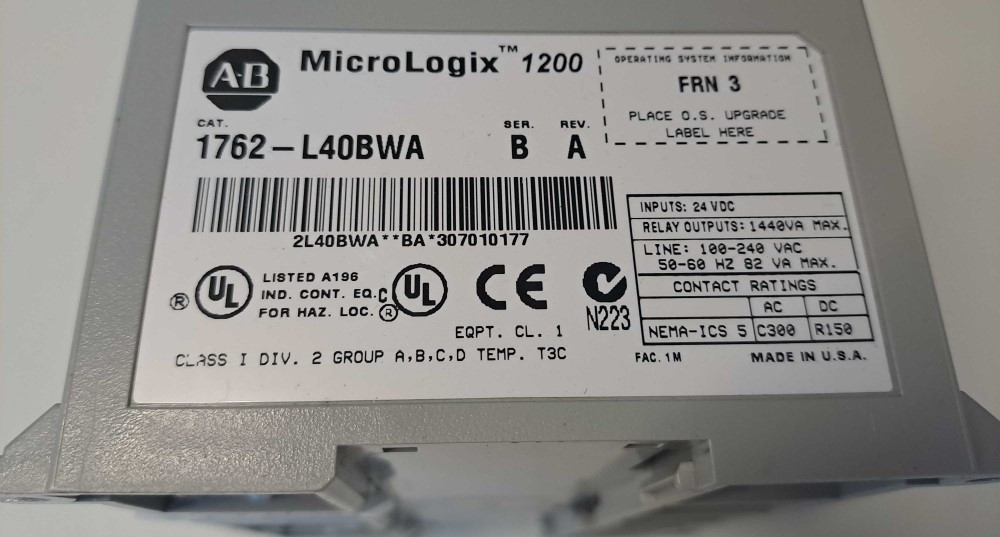 A-B
MicroLogix™ 1200
OPERATING SYSTEM INFORMATION
FRN 3
PLACE O.S. UPGRADE
LABEL HERE
CAT. SER. REV.
1762-L40BWA B A
2L40BWA**BA*307010177
INPUTS: 24 VDC
RELAY OUTPUTS: 1440VA MAX.
LINE: 100-240 VAC
50-60 HZ 82 VA MAX.
CONTACT RATINGS
AC DC
NEMA-ICS 5 C300 R150
® UL
LISTED A196
IND. CONT. EQ.
FOR HAZ. LOC.
C UL ®
CE
N223
EQPT. CL. 1
CLASS I DIV. 2 GROUP A,B,C,D TEMP. T3C
FAC. 1M MADE IN U.S.A.